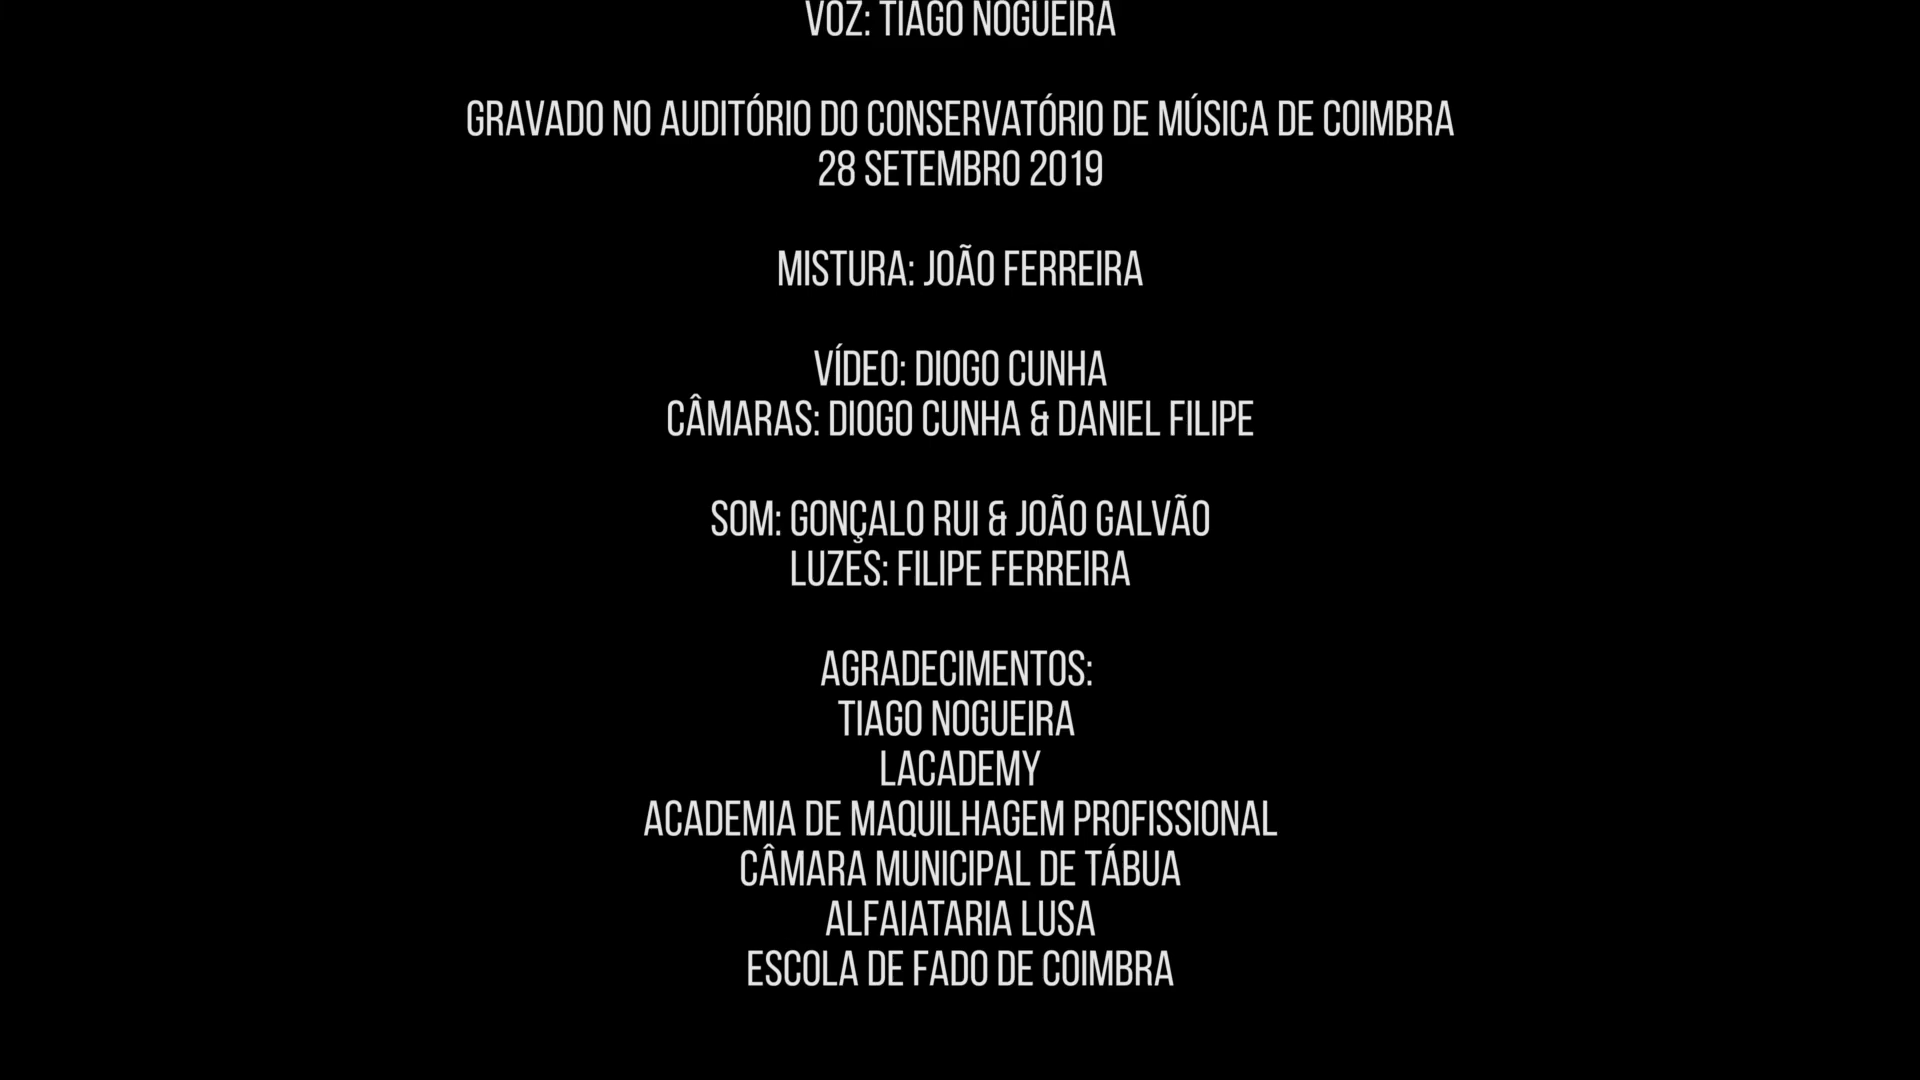 VOZ: TIAGO NOGUEIRA
GRAVADO NO AUDITÓRIO DO CONSERVATÓRIO DE MÚSICA DE COIMBRA
28 SETEMBRO 2019
MISTURA: JOÃO FERREIRA
VÍDEO: DIOGO CUNHA
CÂMARAS: DIOGO CUNHA & DANIEL FILIPE
SOM: GONÇALO RUI & JOÃO GALVÃO
LUZES: FILIPE FERREIRA
AGRADECIMENTOS:
TIAGO NOGUEIRA
LACADEMY
ACADEMIA DE MAQUILHAGEM PROFISSIONAL
CÂMARA MUNICIPAL DE TÁBUA
ALFAIATARIA LUSA
ESCOLA DE FADO DE COIMBRA